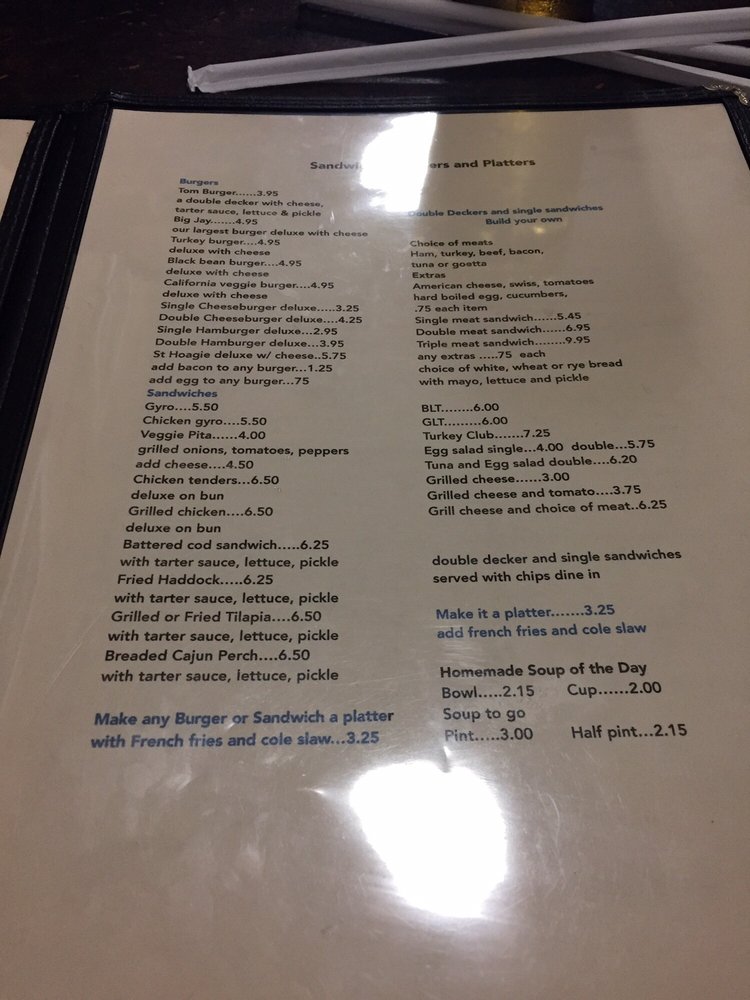 Sandwi ers and Platters
Burgers
Tom Burger......3.95
a double decker with cheese,
tarter sauce, lettuce & pickle
Big Jay.......4.95
our largest burger deluxe with cheese
Turkey burger....4.95
deluxe with cheese
Black bean burger....4.95
deluxe with cheese
California veggie burger....4.95
deluxe with cheese
Single Cheeseburger deluxe.....3.25
Double Cheeseburger deluxe....4.25
Single Hamburger deluxe...2.95
Double Hamburger deluxe...3.95
St Hoagie deluxe w/ cheese..5.75
add bacon to any burger...1.25
add egg to any burger...75
Sandwiches
Gyro....5.50
Chicken gyro....5.50
Veggie Pita......4.00
grilled onions, tomatoes, peppers
add cheese....4.50
Chicken tenders...6.50
deluxe on bun
Grilled chicken....6.50
deluxe on bun
Battered cod sandwich.....6.25
with tarter sauce, lettuce, pickle
Fried Haddock.....6.25
with tarter sauce, lettuce, pickle
Grilled or Fried Tilapia....6.50
with tarter sauce, lettuce, pickle
Breaded Cajun Perch....6.50
with tarter sauce, lettuce, pickle
Make any Burger or Sandwich a platter
with French fries and cole slaw...3.25
Double Deckers and single sandwiches
Build your own
Choice of meats
Ham, turkey, beef, bacon,
tuna or goetta
Extras
American cheese, swiss, tomatoes
hard boiled egg, cucumbers,
.75 each item
Single meat sandwich......5.45
Double meat sandwich......6.95
Triple meat sandwich........9.95
any extras .....75 each
choice of white, wheat or rye bread
with mayo, lettuce and pickle
BLT........6.00
GLT.........6.00
Turkey Club.......7.25
Egg salad single...4.00 double...5.75
Tuna and Egg salad double....6.20
Grilled cheese......3.00
Grilled cheese and tomato....3.75
Grill cheese and choice of meat..6.25
double decker and single sandwiches
served with chips dine in
Make it a platter.......3.25
add french fries and cole slaw
Homemade Soup of the Day
Bowl.....2.15 Cup......2.00
Soup to go
Pint.....3.00 Half pint...2.15